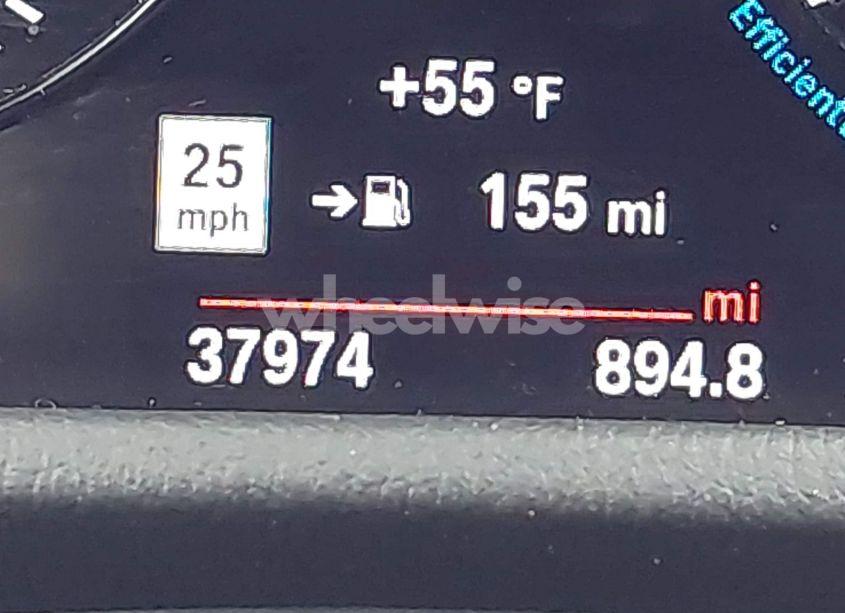 Efficient
+55 °F
25
mph
155 mi
mi
37974
894.8
wheelwise